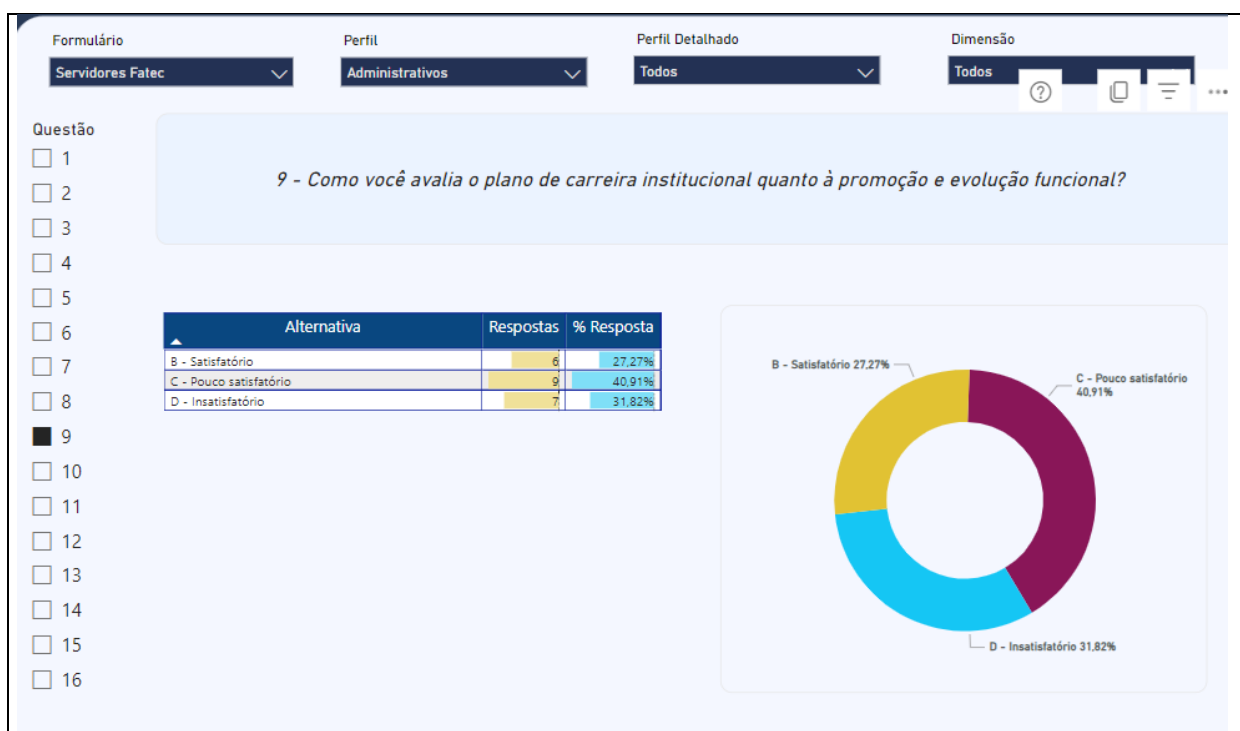 Formulário
Perfil
Perfil Detalhado
Dimensão
Servidores Fatec
Administrativos
Todos
Todos
Questão
1
2
3
4
5
6
7
8
9
10
11
12
13
14
15
16
9 - Como você avalia o plano de carreira institucional quanto à promoção e evolução funcional?
Alternativa Respostas % Resposta
B - Satisfatório 6 27,27%
C - Pouco satisfatório 9 40,91%
D - Insatisfatório 7 31,82%
B - Satisfatório 27,27%
C - Pouco satisfatório
40,91%
D - Insatisfatório 31,82%